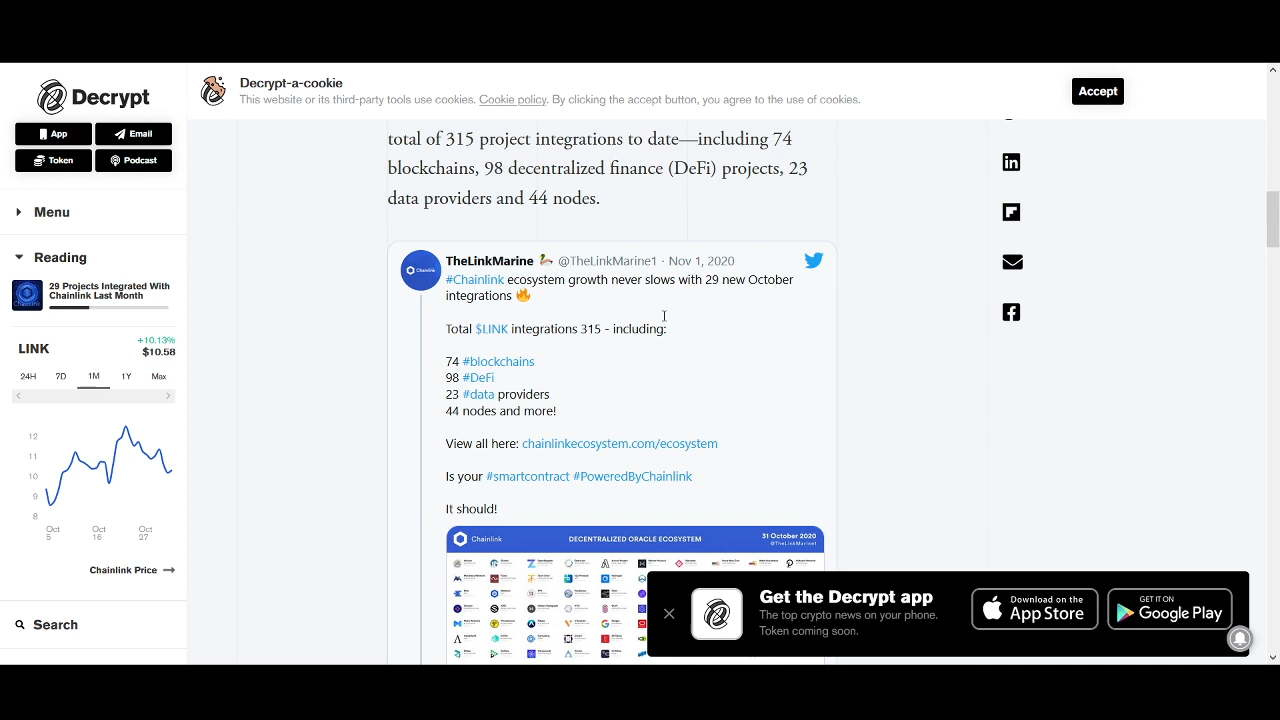 Decrypt
App
Email
Token
Podcast
Menu
Reading
29 Projects Integrated With
Chainlink Last Month
LINK
+10.13%
$10.58
24H 7D 1M 1Y Max
12
11
10
9
8
Oct 5
Oct 16
Oct 27
Chainlink Price
Search
Decrypt-a-cookie
This website or its third-party tools use cookies. Cookie policy. By clicking the accept button, you agree to the use of cookies.
Accept
total of 315 project integrations to date—including 74
blockchains, 98 decentralized finance (DeFi) projects, 23
data providers and 44 nodes.
TheLinkMarine @TheLinkMarine1 · Nov 1, 2020
#Chainlink ecosystem growth never slows with 29 new October
integrations 🔥
Total $LINK integrations 315 - including:
74 #blockchains
98 #DeFi
23 #data providers
44 nodes and more!
View all here: chainlinkecosystem.com/ecosystem
Is your #smartcontract #PoweredByChainlink
It should!
Chainlink
DECENTRALIZED ORACLE ECOSYSTEM
31 October 2020
Get the Decrypt app
The top crypto news on your phone.
Token coming soon.
Download on the
App Store
GET IT ON
Google Play